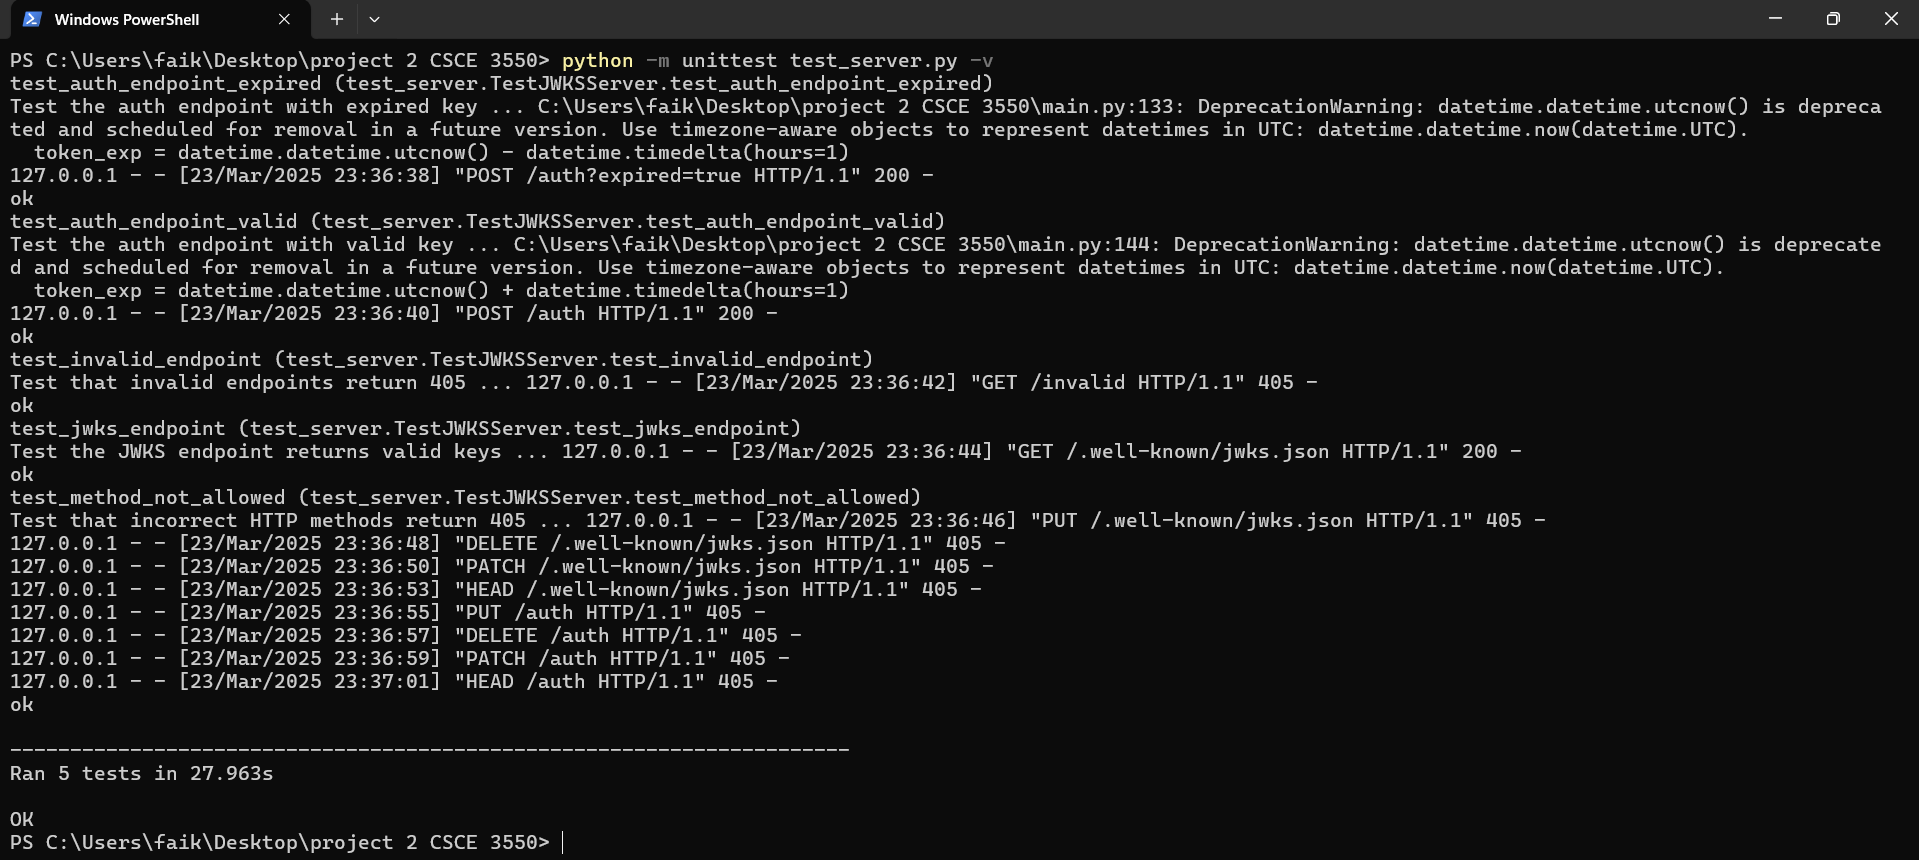 Windows PowerShell
PS C:\Users\faik\Desktop\project 2 CSCE 3550> python -m unittest test_server.py -v
test_auth_endpoint_expired (test_server.TestJWKSServer.test_auth_endpoint_expired)
Test the auth endpoint with expired key ... C:\Users\faik\Desktop\project 2 CSCE 3550\main.py:133: DeprecationWarning: datetime.datetime.utcnow() is depreca
ted and scheduled for removal in a future version. Use timezone-aware objects to represent datetimes in UTC: datetime.datetime.now(datetime.UTC).
  token_exp = datetime.datetime.utcnow() - datetime.timedelta(hours=1)
127.0.0.1 - - [23/Mar/2025 23:36:38] "POST /auth?expired=true HTTP/1.1" 200 -
ok
test_auth_endpoint_valid (test_server.TestJWKSServer.test_auth_endpoint_valid)
Test the auth endpoint with valid key ... C:\Users\faik\Desktop\project 2 CSCE 3550\main.py:144: DeprecationWarning: datetime.datetime.utcnow() is deprecate
d and scheduled for removal in a future version. Use timezone-aware objects to represent datetimes in UTC: datetime.datetime.now(datetime.UTC).
  token_exp = datetime.datetime.utcnow() + datetime.timedelta(hours=1)
127.0.0.1 - - [23/Mar/2025 23:36:40] "POST /auth HTTP/1.1" 200 -
ok
test_invalid_endpoint (test_server.TestJWKSServer.test_invalid_endpoint)
Test that invalid endpoints return 405 ... 127.0.0.1 - - [23/Mar/2025 23:36:42] "GET /invalid HTTP/1.1" 405 -
ok
test_jwks_endpoint (test_server.TestJWKSServer.test_jwks_endpoint)
Test the JWKS endpoint returns valid keys ... 127.0.0.1 - - [23/Mar/2025 23:36:44] "GET /.well-known/jwks.json HTTP/1.1" 200 -
ok
test_method_not_allowed (test_server.TestJWKSServer.test_method_not_allowed)
Test that incorrect HTTP methods return 405 ... 127.0.0.1 - - [23/Mar/2025 23:36:46] "PUT /.well-known/jwks.json HTTP/1.1" 405 -
127.0.0.1 - - [23/Mar/2025 23:36:48] "DELETE /.well-known/jwks.json HTTP/1.1" 405 -
127.0.0.1 - - [23/Mar/2025 23:36:50] "PATCH /.well-known/jwks.json HTTP/1.1" 405 -
127.0.0.1 - - [23/Mar/2025 23:36:53] "HEAD /.well-known/jwks.json HTTP/1.1" 405 -
127.0.0.1 - - [23/Mar/2025 23:36:55] "PUT /auth HTTP/1.1" 405 -
127.0.0.1 - - [23/Mar/2025 23:36:57] "DELETE /auth HTTP/1.1" 405 -
127.0.0.1 - - [23/Mar/2025 23:36:59] "PATCH /auth HTTP/1.1" 405 -
127.0.0.1 - - [23/Mar/2025 23:37:01] "HEAD /auth HTTP/1.1" 405 -
ok
----------------------------------------------------------------------
Ran 5 tests in 27.963s
OK
PS C:\Users\faik\Desktop\project 2 CSCE 3550>